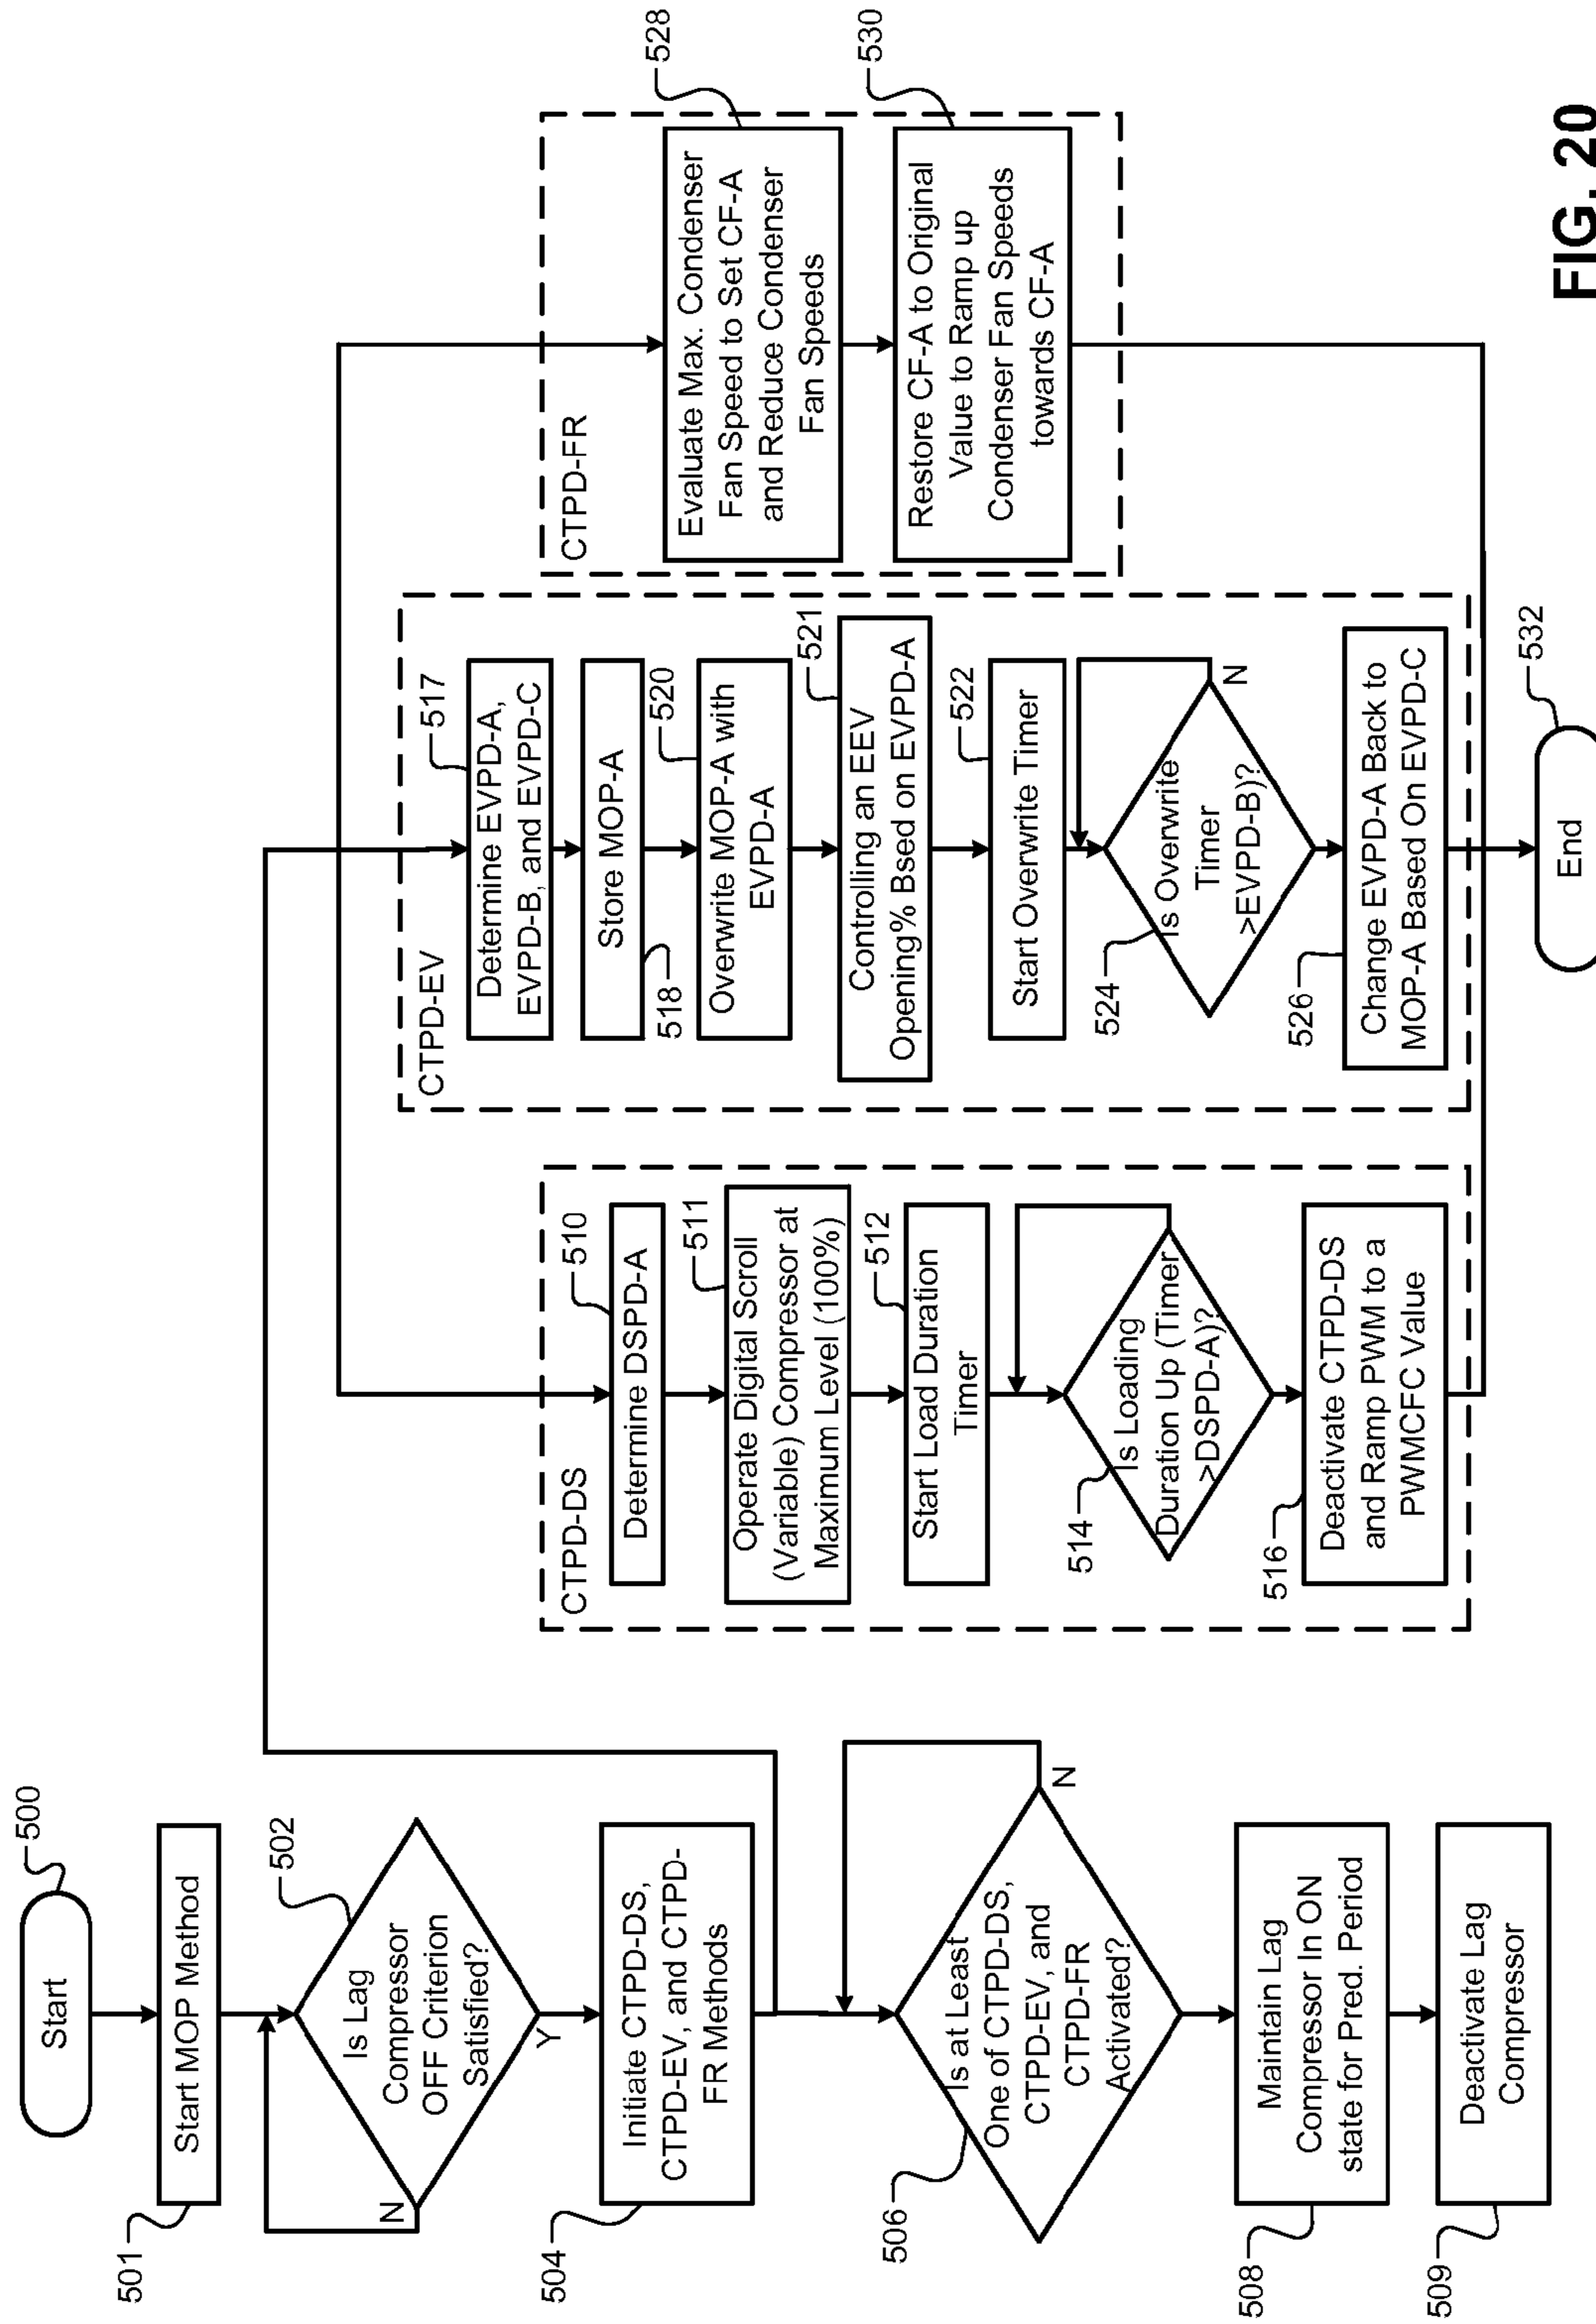 500
Start
501
Start MOP Method
502
Is Lag
Compressor
OFF Criterion
Satisfied?
N
Y
504
Initiate CTPD-DS,
CTPD-EV, and CTPD-
FR Methods
506
Is at Least
One of CTPD-DS,
CTPD-EV, and
CTPD-FR
Activated?
N
508
Maintain Lag
Compressor In ON
state for Pred. Period
509
Deactivate Lag
Compressor
CTPD-DS
510
Determine DSPD-A
511
Operate Digital Scroll
(Variable) Compressor at
Maximum Level (100%)
512
Start Load Duration
Timer
514
Is Loading
Duration Up (Timer
>DSPD-A)?
516
Deactivate CTPD-DS
and Ramp PWM to a
PWMCFC Value
CTPD-EV
517
Determine EVPD-A,
EVPD-B, and EVPD-C
518
Store MOP-A
520
Overwrite MOP-A with
EVPD-A
521
Controlling an EEV
Opening% Bsed on EVPD-A
522
Start Overwrite Timer
524
Is Overwrite
Timer
>EVPD-B)?
N
526
Change EVPD-A Back to
MOP-A Based On EVPD-C
CTPD-FR
528
Evaluate Max. Condenser
Fan Speed to Set CF-A
and Reduce Condenser
Fan Speeds
530
Restore CF-A to Original
Value to Ramp up
Condenser Fan Speeds
towards CF-A
532
End
FIG. 20